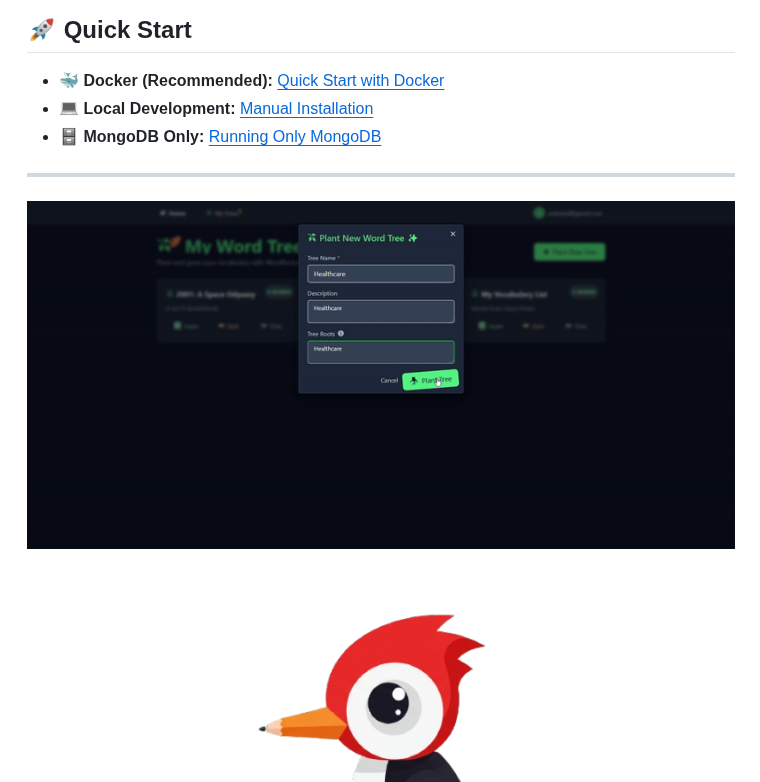 🚀 Quick Start
🐳 Docker (Recommended): Quick Start with Docker
💻 Local Development: Manual Installation
🗄️ MongoDB Only: Running Only MongoDB
Home
My Word Tree
Plant New Word Tree
Tree Name *
Healthcare
Description
Healthcare
Tree Roots
Healthcare
Cancel
Plant Tree
2001: A Space Odyssey
My Vocabulary List